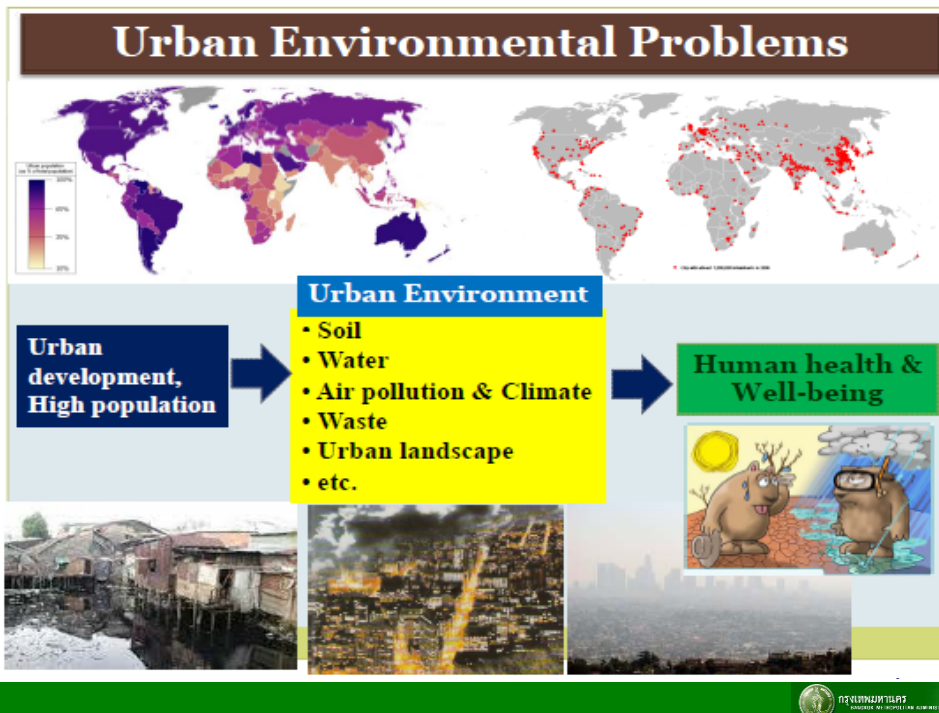 Urban Environmental Problems
100%
Urban Environment
Urban
development,
High population
• Soil
• Water
• Air pollution & Climate
• Waste
• Urban landscape
• etc.
Human health &
Well-being
กรุงเทพมหานคร